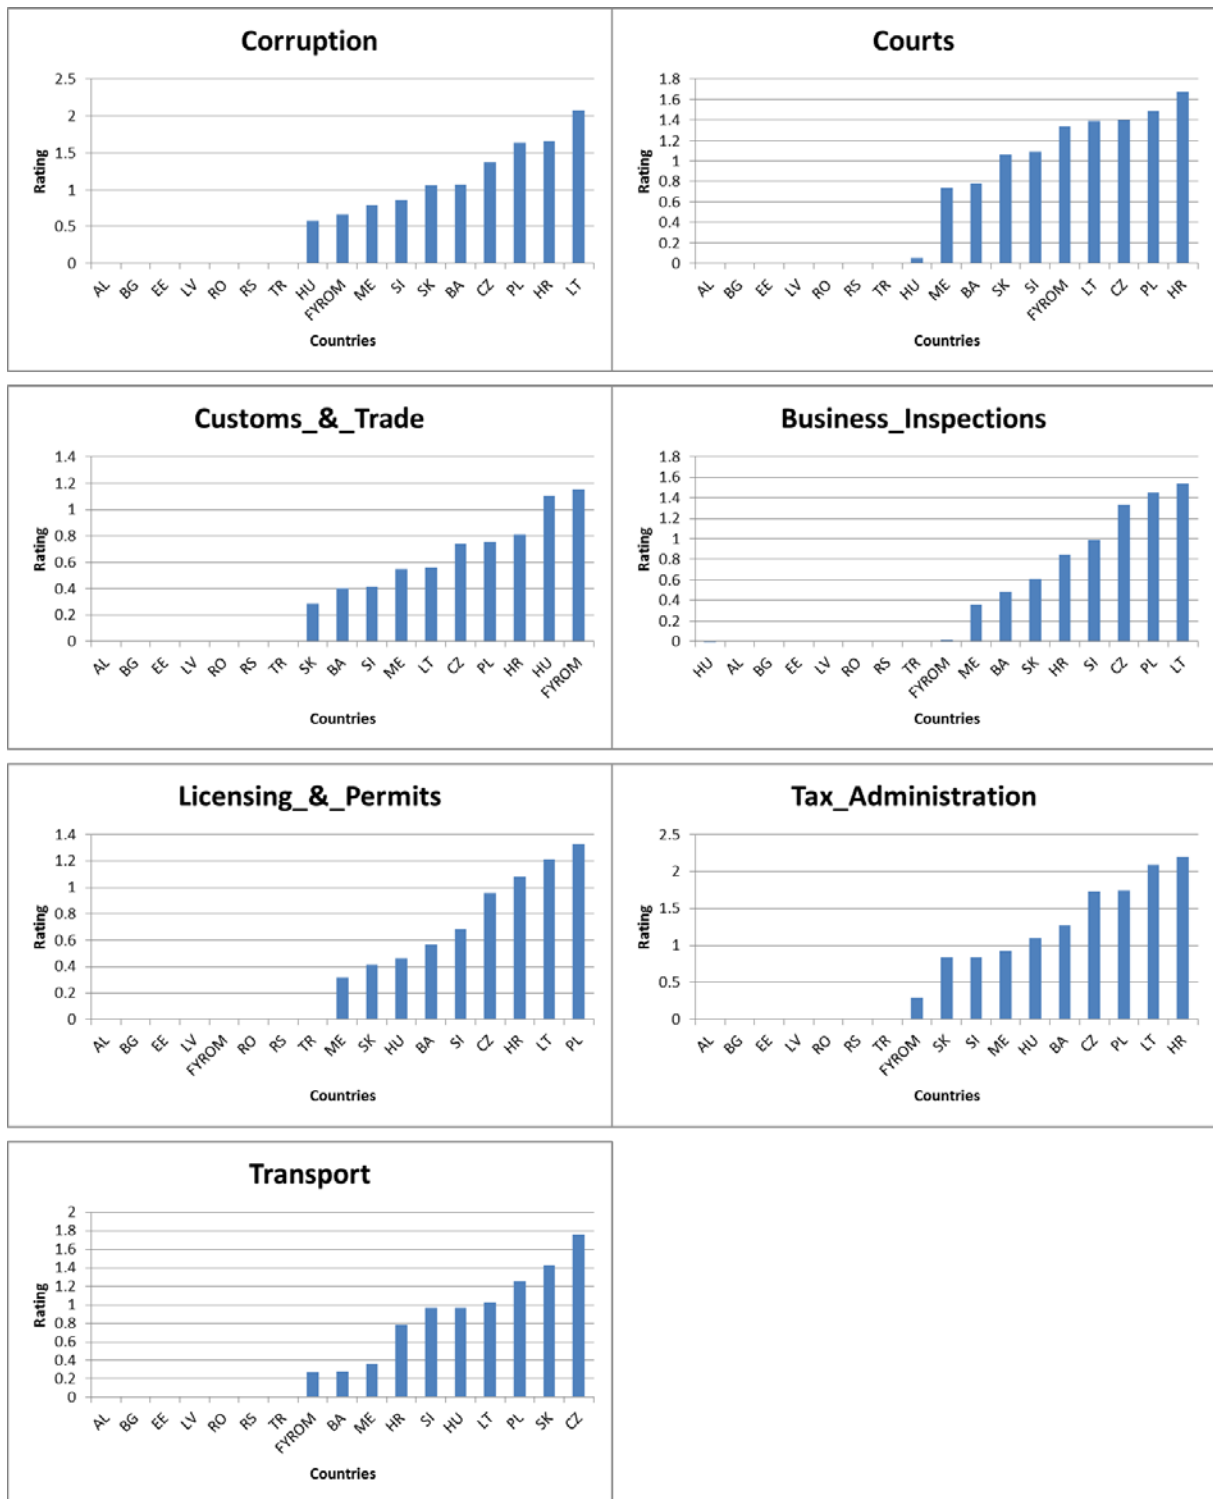 Corruption
2.5
2
1.5
1
0.5
0
Rating
AL BG EE LV RO RS TR HU FYROM ME SI SK BA CZ PL HR LT
Countries
Courts
1.8
1.6
1.4
1.2
1
0.8
0.6
0.4
0.2
0
Rating
AL BG EE LV RO RS TR HU ME BA SK SI FYROM LT CZ PL HR
Countries
Customs_&_Trade
1.4
1.2
1
0.8
0.6
0.4
0.2
0
Rating
AL BG EE LV RO RS TR SK BA SI ME LT CZ PL HR HU FYROM
Countries
Business_Inspections
1.8
1.6
1.4
1.2
1
0.8
0.6
0.4
0.2
0
Rating
HU AL BG EE LV RO RS TR FYROM ME BA SK HR SI CZ PL LT
Countries
Licensing_&_Permits
1.4
1.2
1
0.8
0.6
0.4
0.2
0
Rating
AL BG EE LV FYROM RO RS TR ME SK HU BA SI CZ HR LT PL
Countries
Tax_Administration
2.5
2
1.5
1
0.5
0
Rating
AL BG EE LV RO RS TR FYROM SK SI ME HU BA CZ PL LT HR
Countries
Transport
2
1.8
1.6
1.4
1.2
1
0.8
0.6
0.4
0.2
0
Rating
AL BG EE LV RO RS TR FYROM BA ME HR SI HU LT PL SK CZ
Countries